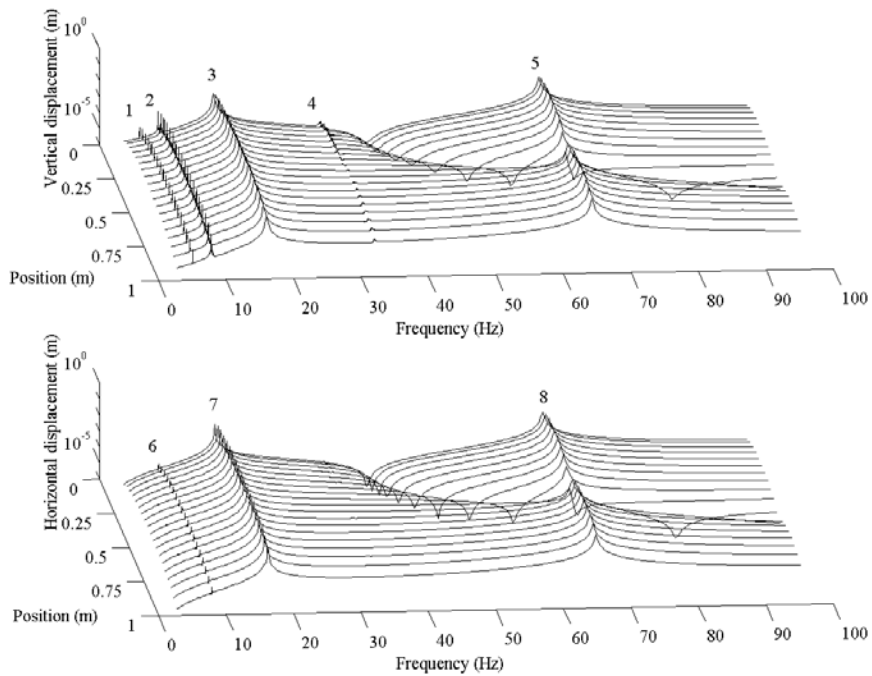 Vertical displacement (m)
10^0
10^-5
0
0.25
0.5
0.75
1
Position (m)
1 2 3 4 5
0 10 20 30 40 50 60 70 80 90 100
Frequency (Hz)
Horizontal displacement (m)
10^0
10^-5
0
0.25
0.5
0.75
1
Position (m)
6 7 8
0 10 20 30 40 50 60 70 80 90 100
Frequency (Hz)